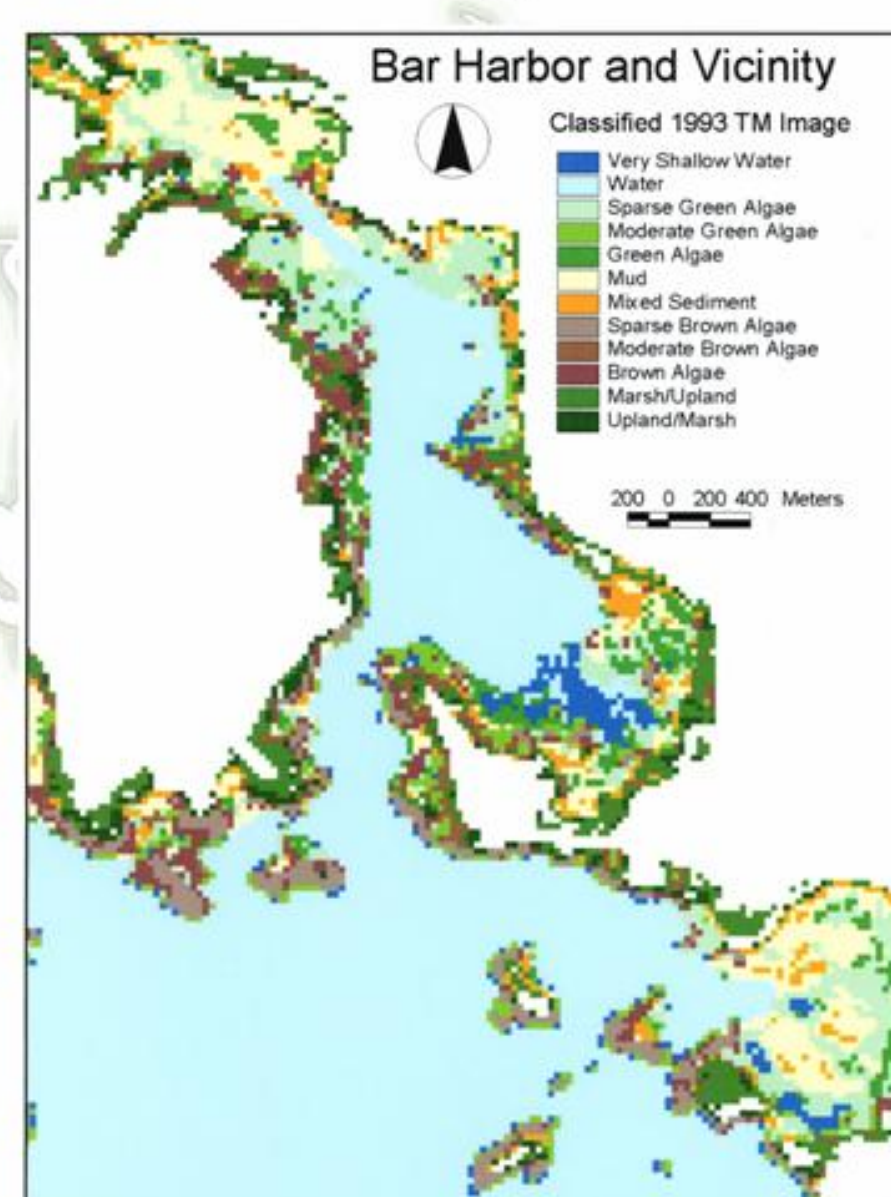 Bar Harbor and Vicinity
Classified 1993 TM Image
Very Shallow Water
Water
Sparse Green Algae
Moderate Green Algae
Green Algae
Mud
Mixed Sediment
Sparse Brown Algae
Moderate Brown Algae
Brown Algae
Marsh/Upland
Upland/Marsh
200 0 200 400 Meters